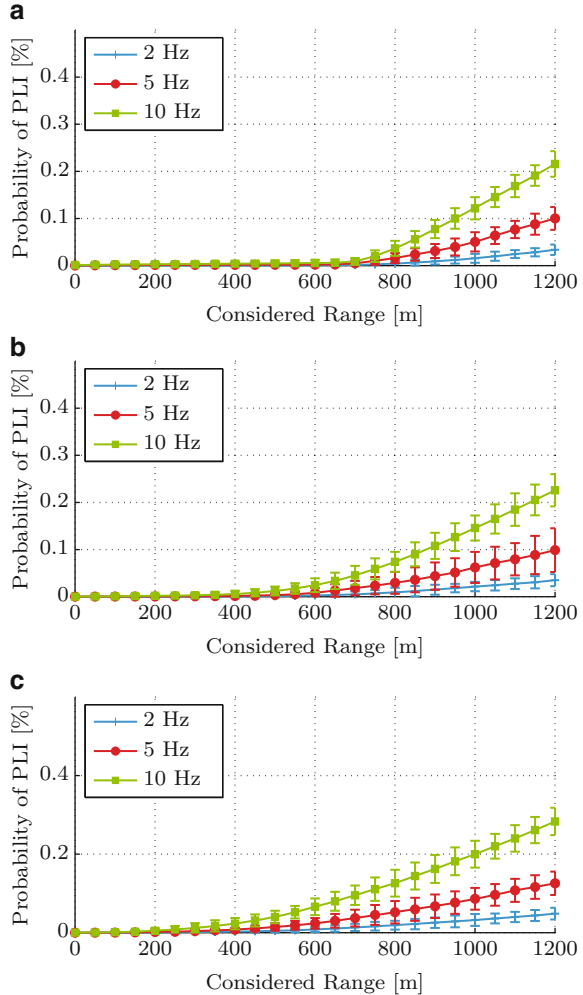 a
Probability of PLI [%]
2 Hz
5 Hz
10 Hz
0.4
0.3
0.2
0.1
0
0 200 400 600 800 1000 1200
Considered Range [m]
b
Probability of PLI [%]
2 Hz
5 Hz
10 Hz
0.4
0.3
0.2
0.1
0
0 200 400 600 800 1000 1200
Considered Range [m]
c
Probability of PLI [%]
2 Hz
5 Hz
10 Hz
0.4
0.2
0
0 200 400 600 800 1000 1200
Considered Range [m]